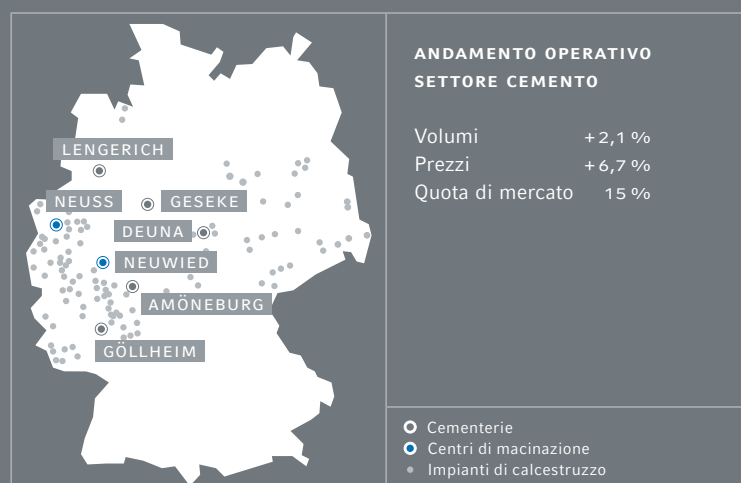 LENGERICH
NEUSS
GESEKE
DEUNA
NEUWIED
AMÖNEBURG
GÖLLHEIM
ANDAMENTO OPERATIVO
SETTORE CEMENTO
Volumi +2,1 %
Prezzi +6,7 %
Quota di mercato 15 %
Cementerie
Centri di macinazione
Impianti di calcestruzzo